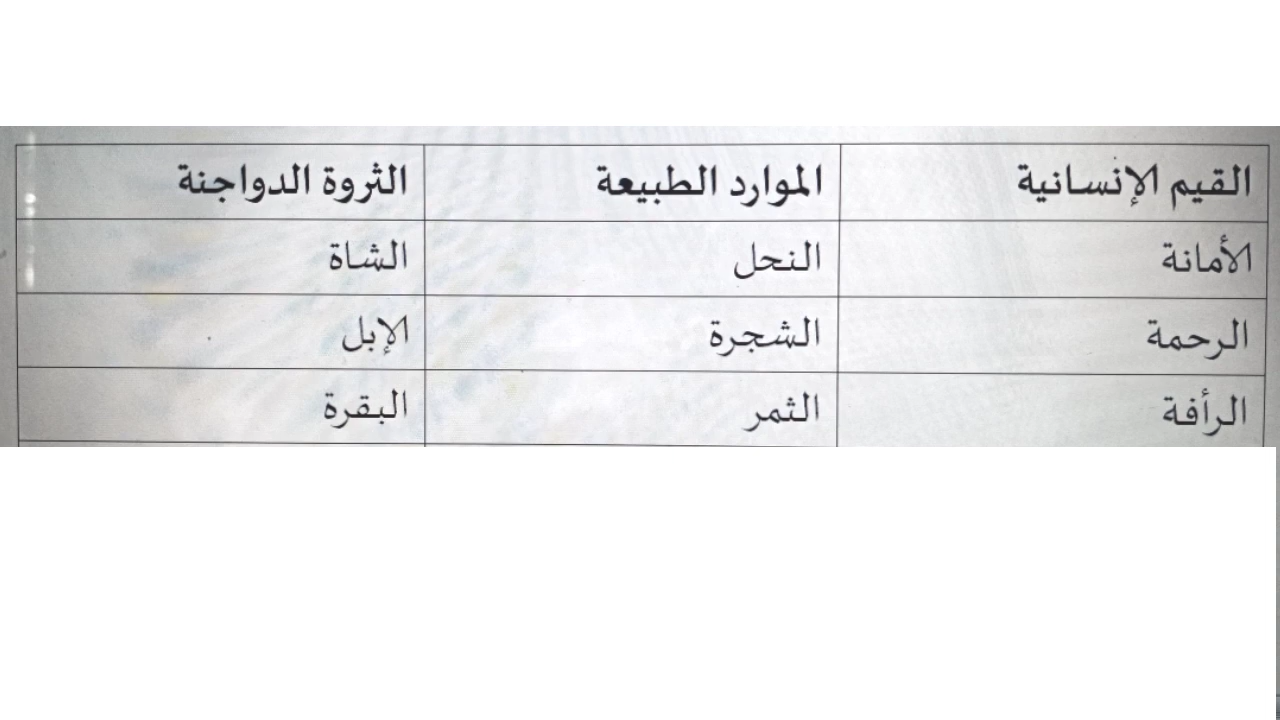 القيم الإنسانية الموارد الطبيعة الثروة الدواجنة
الأمانة النحل الشاة
الرحمة الشجرة الإبل
الرأفة الثمر البقرة